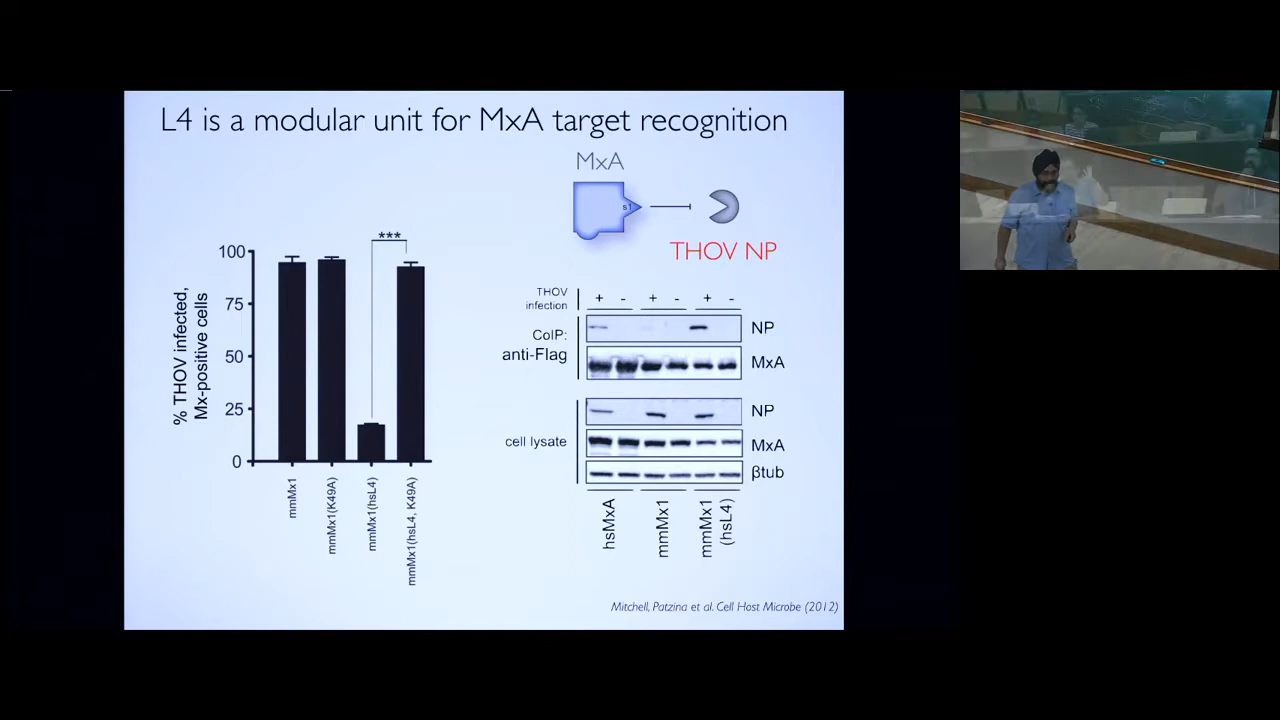 L4 is a modular unit for MxA target recognition
MxA
s1
THOV NP
***
100
75
50
25
0
% THOV infected,
Mx-positive cells
mmMx1
mmMx1(K49A)
mmMx1(hsL4)
mmMx1(hsL4, K49A)
THOV
infection
+ - + - + -
CoIP:
anti-Flag
NP
MxA
cell lysate
NP
MxA
βtub
hsMxA
mmMx1
mmMx1
(hsL4)
Mitchell, Patzina et al. Cell Host Microbe (2012)